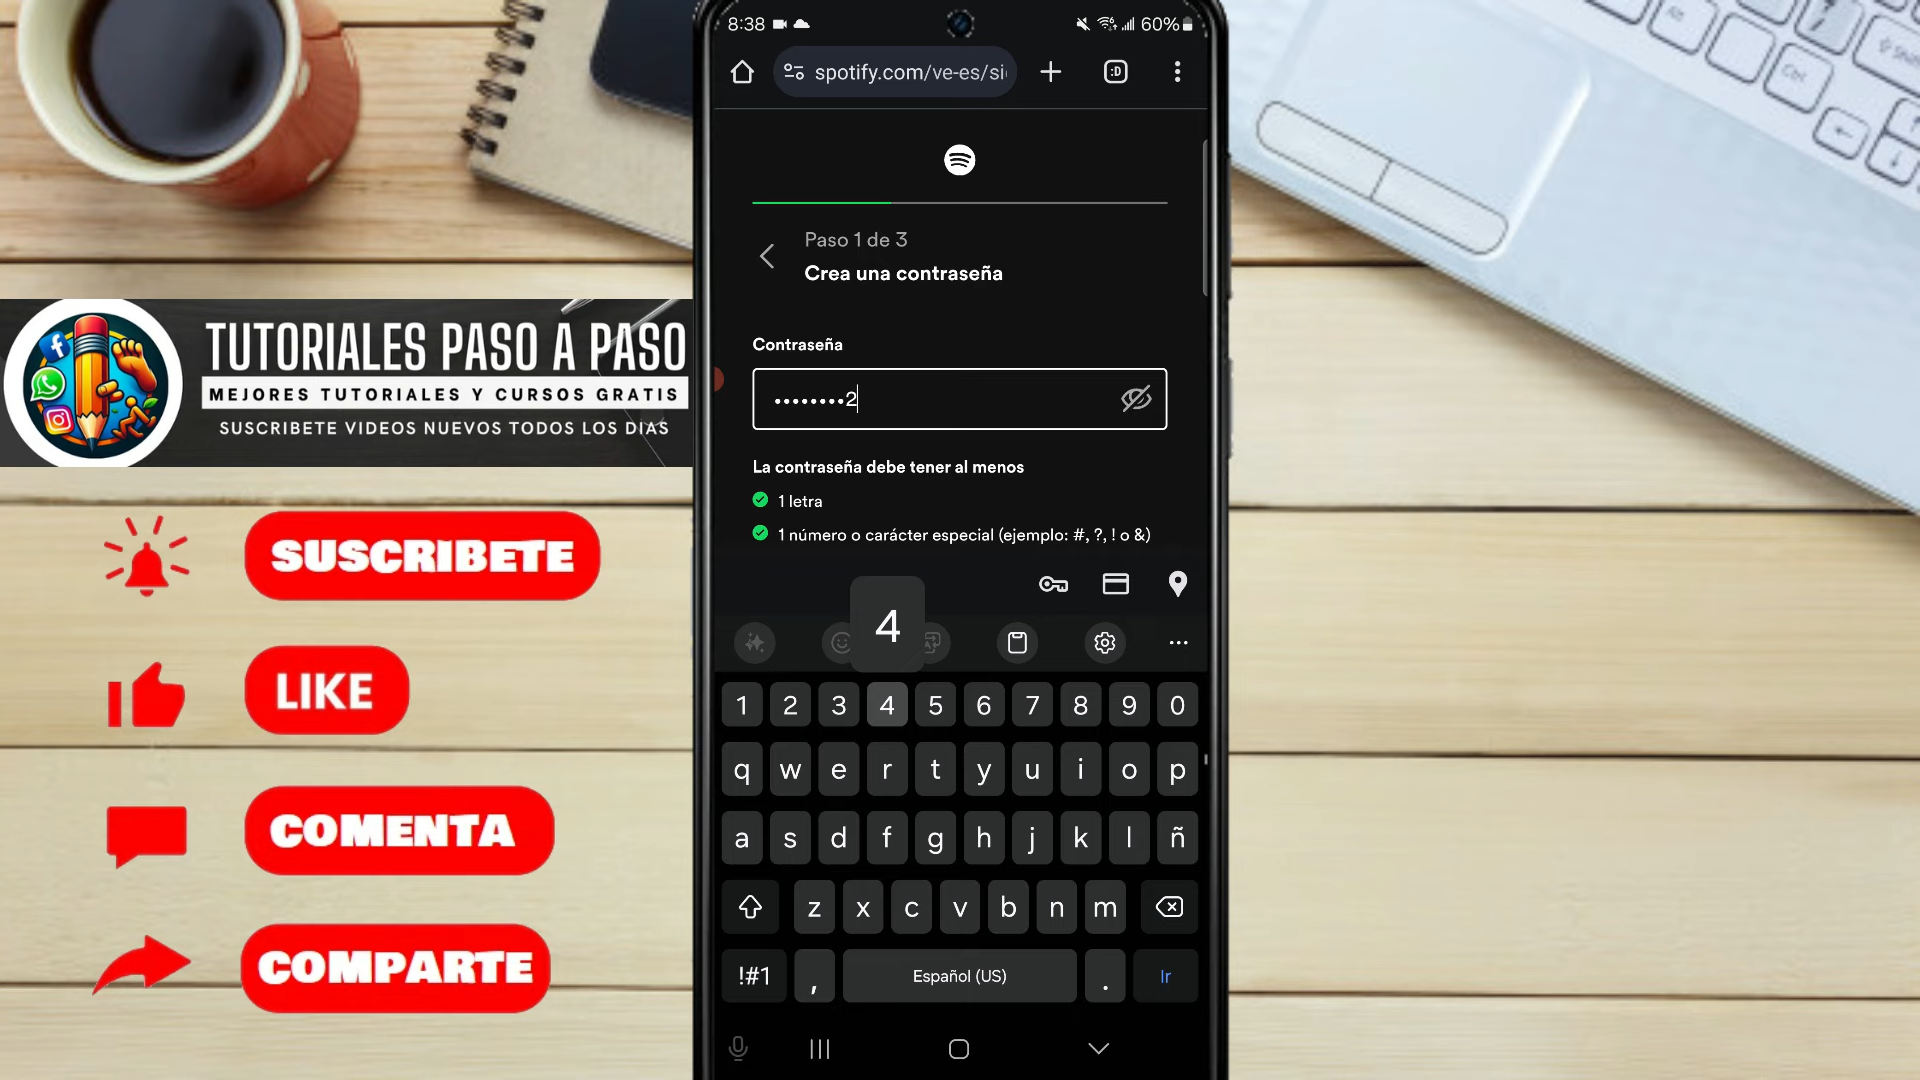 8:38
60%
spotify.com/ve-es/si
:D
Paso 1 de 3
Crea una contraseña
Contraseña
••••••••2
La contraseña debe tener al menos
1 letra
1 número o carácter especial (ejemplo: #, ?, ! o &)
4
1 2 3 4 5 6 7 8 9 0
q w e r t y u i o p
a s d f g h j k l ñ
z x c v b n m
!#1 , Español (US) . Ir
TUTORIALES PASO A PASO
MEJORES TUTORIALES Y CURSOS GRATIS
SUSCRIBETE VIDEOS NUEVOS TODOS LOS DIAS
SUSCRIBETE
LIKE
COMENTA
COMPARTE
Alt
Ctrl
Shift